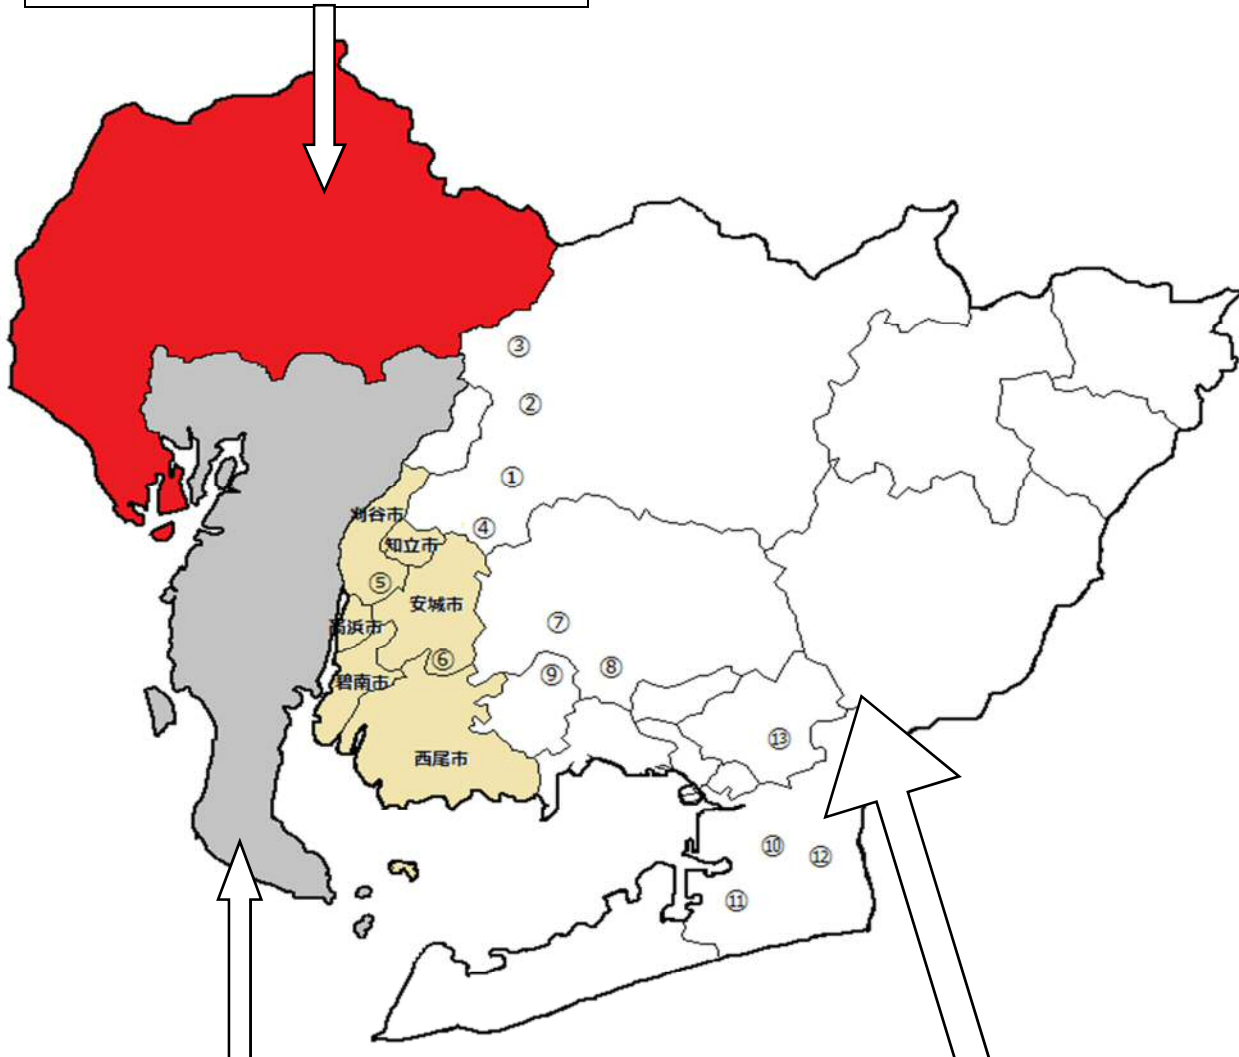 ③
②
①
刈谷市
④
知立市
⑤
安城市
高浜市
⑦
⑥
⑧
⑨
碧南市
⑬
西尾市
⑩
⑫
⑪